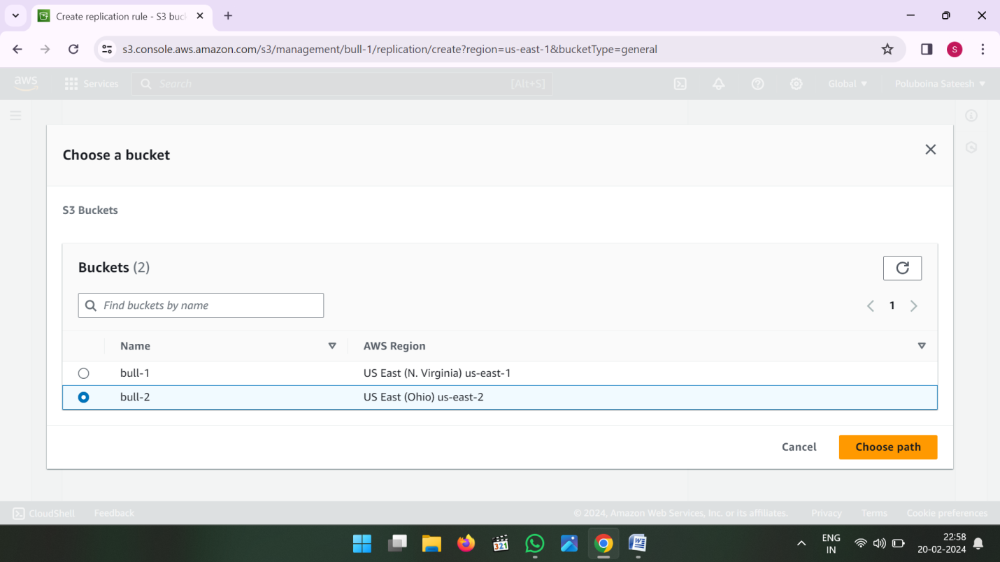 Create replication rule - S3 buck
s3.console.aws.amazon.com/s3/management/bull-1/replication/create?region=us-east-1&bucketType=general
S
aws
Services
Search
[Alt+S]
Global
Poluboina Sateesh
Choose a bucket
S3 Buckets
Buckets (2)
Find buckets by name
1
Name
AWS Region
bull-1
US East (N. Virginia) us-east-1
bull-2
US East (Ohio) us-east-2
Cancel
Choose path
CloudShell
Feedback
© 2024, Amazon Web Services, Inc. or its affiliates.
Privacy
Terms
Cookie preferences
321
ENG
IN
22:58
20-02-2024